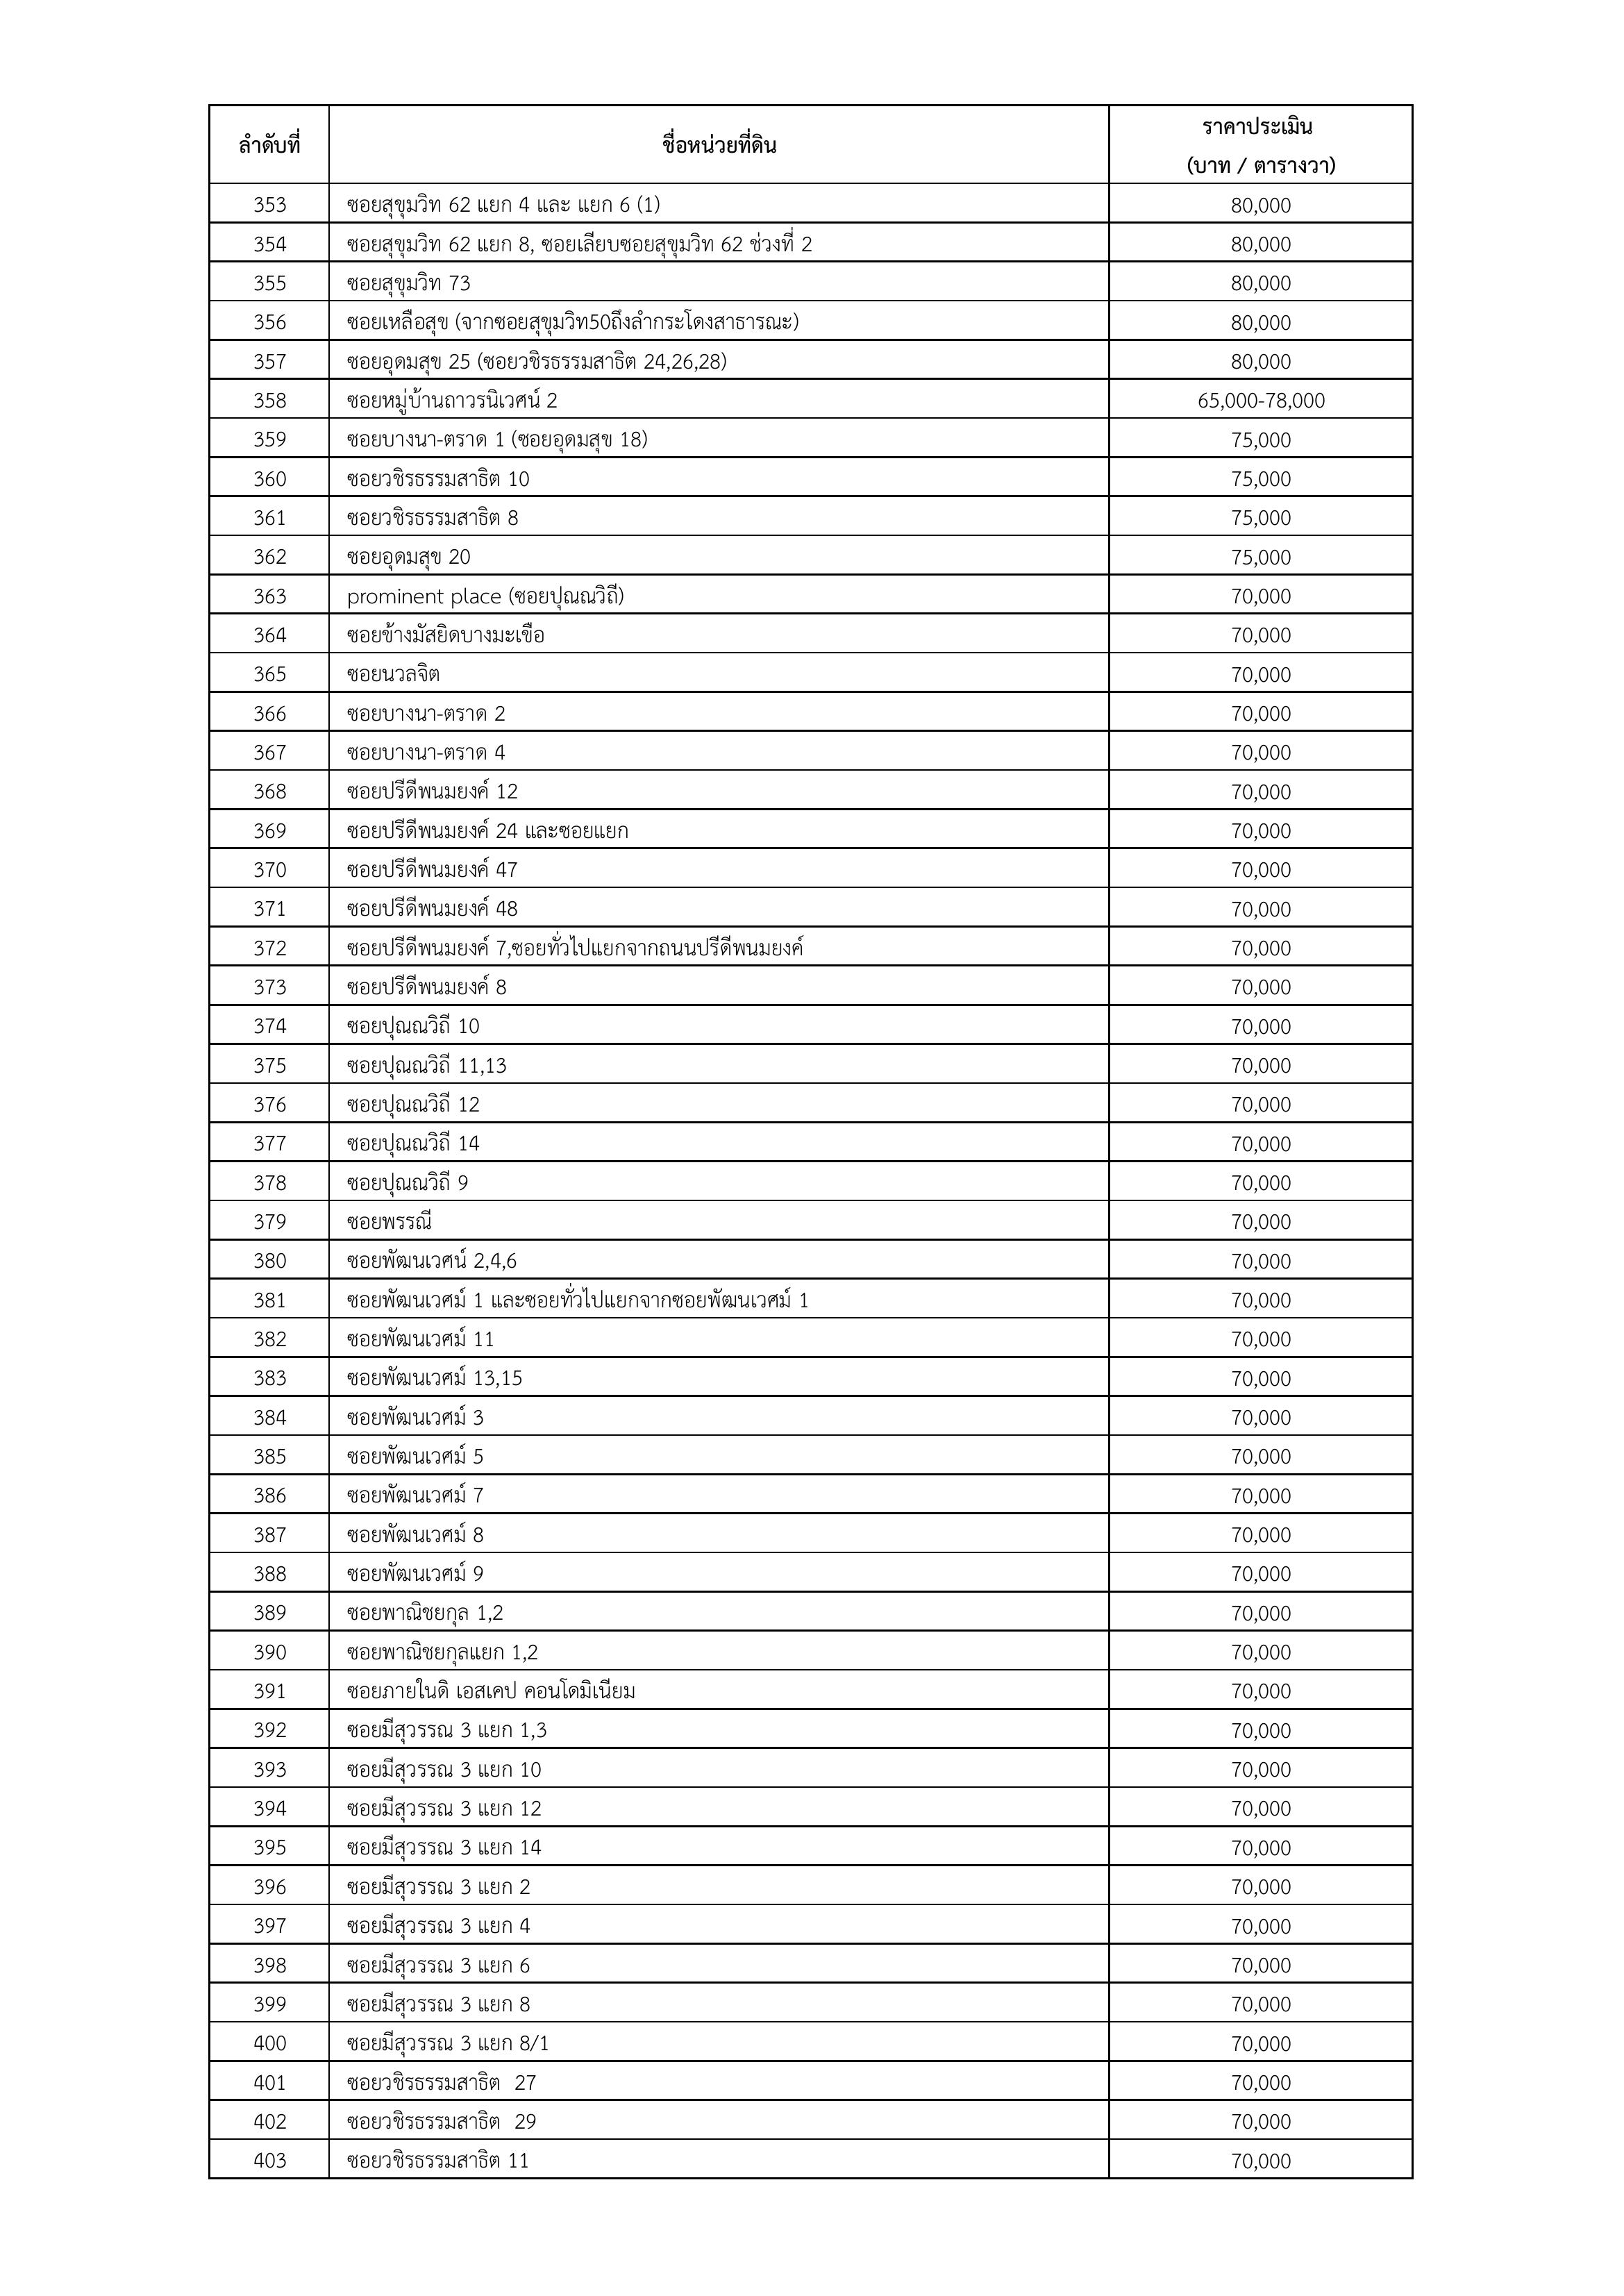 ลำดับที่ ชื่อหน่วยที่ดิน ราคาประเมิน
(บาท / ตารางวา)
353 ซอยสุขุมวิท 62 แยก 4 และ แยก 6 (1) 80,000
354 ซอยสุขุมวิท 62 แยก 8, ซอยเลียบซอยสุขุมวิท 62 ช่วงที่ 2 80,000
355 ซอยสุขุมวิท 73 80,000
356 ซอยเหลือสุข (จากซอยสุขุมวิท50ถึงลำกระโดงสาธารณะ) 80,000
357 ซอยอุดมสุข 25 (ซอยวชิรธรรมสาธิต 24,26,28) 80,000
358 ซอยหมู่บ้านถาวรนิเวศน์ 2 65,000-78,000
359 ซอยบางนา-ตราด 1 (ซอยอุดมสุข 18) 75,000
360 ซอยวชิรธรรมสาธิต 10 75,000
361 ซอยวชิรธรรมสาธิต 8 75,000
362 ซอยอุดมสุข 20 75,000
363 prominent place (ซอยปุณณวิถี) 70,000
364 ซอยข้างมัสยิดบางมะเขือ 70,000
365 ซอยนวลจิต 70,000
366 ซอยบางนา-ตราด 2 70,000
367 ซอยบางนา-ตราด 4 70,000
368 ซอยปรีดีพนมยงค์ 12 70,000
369 ซอยปรีดีพนมยงค์ 24 และซอยแยก 70,000
370 ซอยปรีดีพนมยงค์ 47 70,000
371 ซอยปรีดีพนมยงค์ 48 70,000
372 ซอยปรีดีพนมยงค์ 7,ซอยทั่วไปแยกจากถนนปรีดีพนมยงค์ 70,000
373 ซอยปรีดีพนมยงค์ 8 70,000
374 ซอยปุณณวิถี 10 70,000
375 ซอยปุณณวิถี 11,13 70,000
376 ซอยปุณณวิถี 12 70,000
377 ซอยปุณณวิถี 14 70,000
378 ซอยปุณณวิถี 9 70,000
379 ซอยพรรณี 70,000
380 ซอยพัฒนเวศน์ 2,4,6 70,000
381 ซอยพัฒนเวศม์ 1 และซอยทั่วไปแยกจากซอยพัฒนเวศม์ 1 70,000
382 ซอยพัฒนเวศม์ 11 70,000
383 ซอยพัฒนเวศม์ 13,15 70,000
384 ซอยพัฒนเวศม์ 3 70,000
385 ซอยพัฒนเวศม์ 5 70,000
386 ซอยพัฒนเวศม์ 7 70,000
387 ซอยพัฒนเวศม์ 8 70,000
388 ซอยพัฒนเวศม์ 9 70,000
389 ซอยพาณิชยกุล 1,2 70,000
390 ซอยพาณิชยกุลแยก 1,2 70,000
391 ซอยภายในดิ เอสเคป คอนโดมิเนียม 70,000
392 ซอยมีสุวรรณ 3 แยก 1,3 70,000
393 ซอยมีสุวรรณ 3 แยก 10 70,000
394 ซอยมีสุวรรณ 3 แยก 12 70,000
395 ซอยมีสุวรรณ 3 แยก 14 70,000
396 ซอยมีสุวรรณ 3 แยก 2 70,000
397 ซอยมีสุวรรณ 3 แยก 4 70,000
398 ซอยมีสุวรรณ 3 แยก 6 70,000
399 ซอยมีสุวรรณ 3 แยก 8 70,000
400 ซอยมีสุวรรณ 3 แยก 8/1 70,000
401 ซอยวชิรธรรมสาธิต 27 70,000
402 ซอยวชิรธรรมสาธิต 29 70,000
403 ซอยวชิรธรรมสาธิต 11 70,000